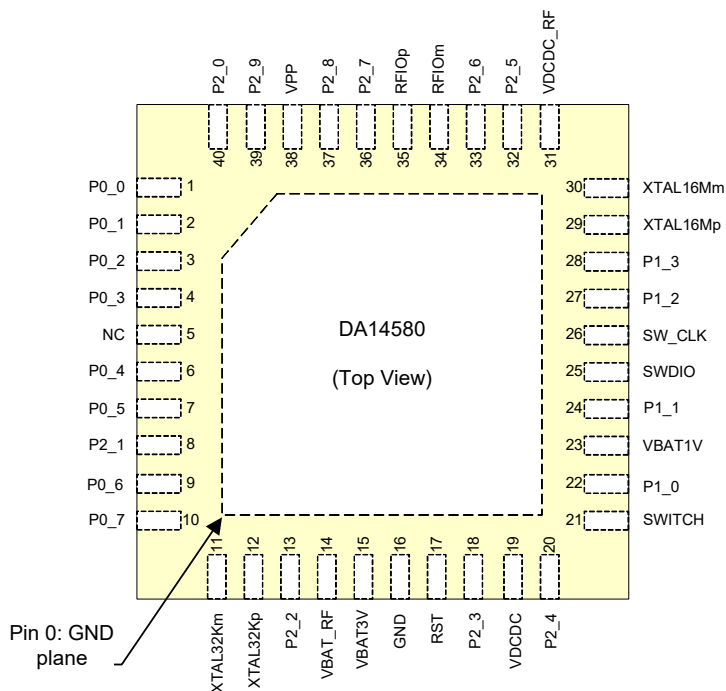 P2_0
P2_9
VPP
P2_8
P2_7
RFIOp
RFIOm
P2_6
P2_5
VDCDC_RF
40
39
38
37
36
35
34
33
32
31
P0_0 1
P0_1 2
P0_2 3
P0_3 4
NC 5
P0_4 6
P0_5 7
P2_1 8
P0_6 9
P0_7 10
30 XTAL16Mm
29 XTAL16Mp
28 P1_3
27 P1_2
26 SW_CLK
25 SWDIO
24 P1_1
23 VBAT1V
22 P1_0
21 SWITCH
DA14580
(Top View)
11
12
13
14
15
16
17
18
19
20
XTAL32Km
XTAL32Kp
P2_2
VBAT_RF
VBAT3V
GND
RST
P2_3
VDCDC
P2_4
Pin 0: GND
plane